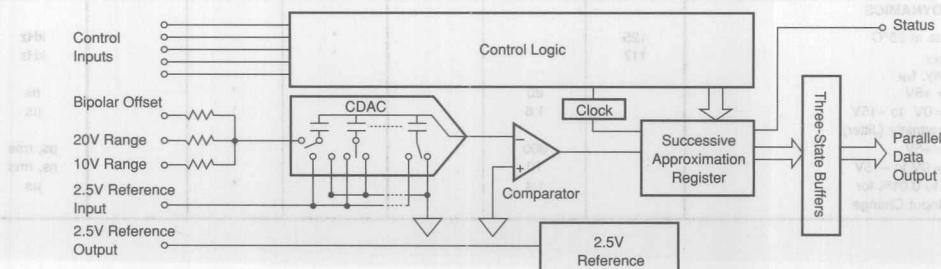 Control
Inputs
Control Logic
Status
Bipolar Offset
CDAC
Clock
20V Range
10V Range
2.5V Reference
Input
2.5V Reference
Output
Comparator
+
Successive
Approximation
Register
Three-State Buffers
Parallel
Data
Output
2.5V
Reference